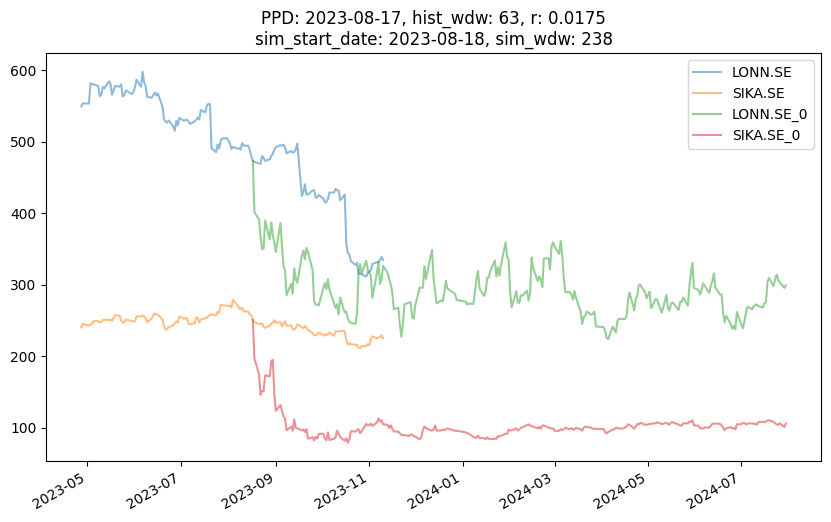 PPD: 2023-08-17, hist_wdw: 63, r: 0.0175
sim_start_date: 2023-08-18, sim_wdw: 238
600
500
400
300
200
100
LONN.SE
SIKA.SE
LONN.SE_0
SIKA.SE_0
2023-05
2023-07
2023-09
2023-11
2024-01
2024-03
2024-05
2024-07